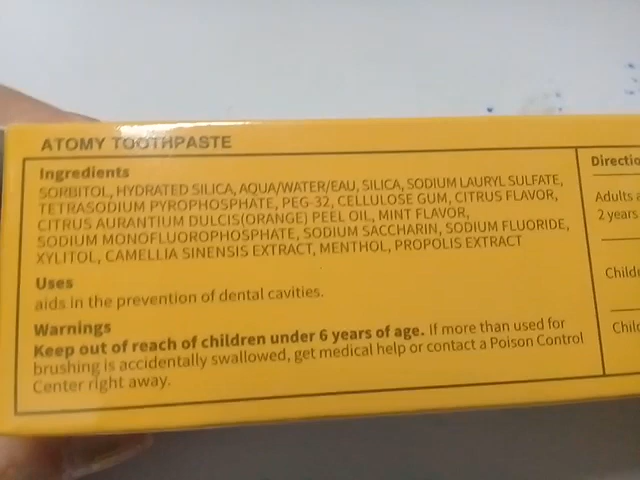 ATOMY TOOTHPASTE
Ingredients
SORBITOL, HYDRATED SILICA, AQUA/WATER/EAU, SILICA, SODIUM LAURYL SULFATE,
TETRASODIUM PYROPHOSPHATE, PEG-32, CELLULOSE GUM, CITRUS FLAVOR,
CITRUS AURANTIUM DULCIS(ORANGE) PEEL OIL, MINT FLAVOR,
SODIUM MONOFLUOROPHOSPHATE, SODIUM SACCHARIN, SODIUM FLUORIDE,
XYLITOL, CAMELLIA SINENSIS EXTRACT, MENTHOL, PROPOLIS EXTRACT
Uses
aids in the prevention of dental cavities.
Warnings
Keep out of reach of children under 6 years of age. If more than used for
brushing is accidentally swallowed, get medical help or contact a Poison Control
Center right away.
Directio
Adults a
2 years
Childr
Chil